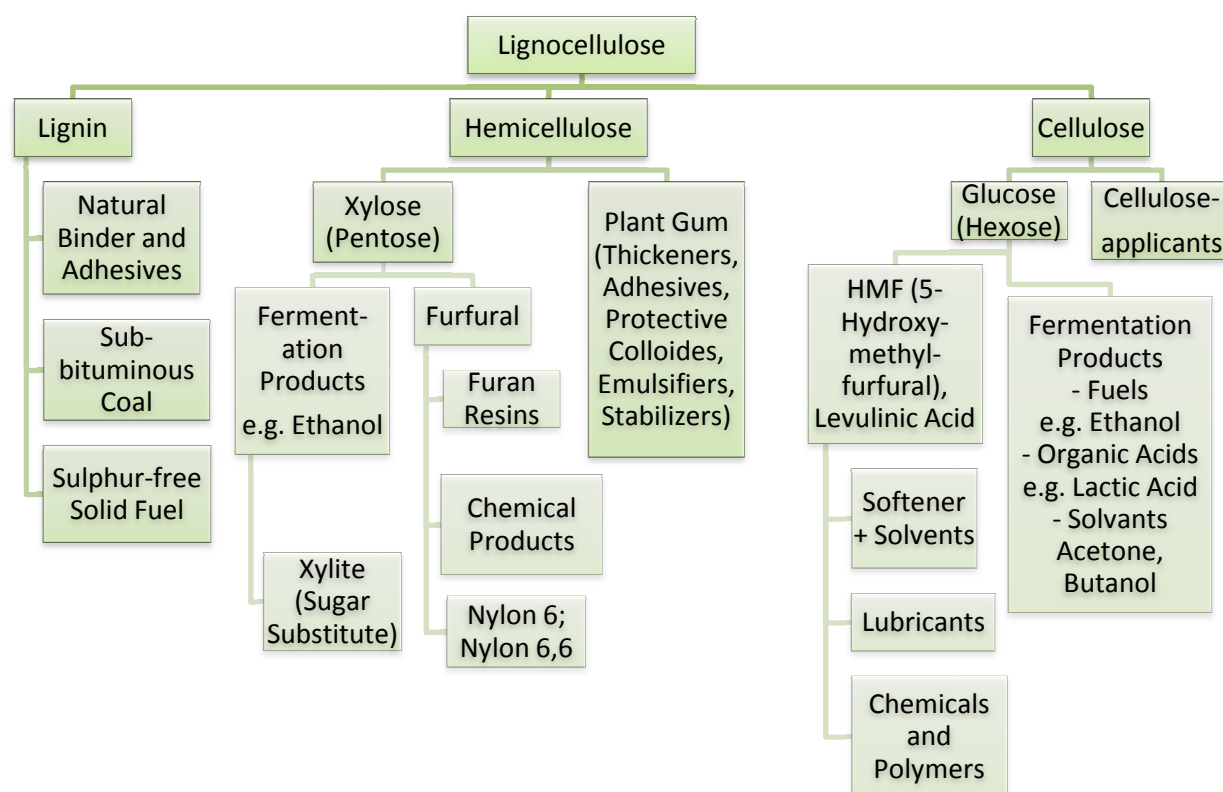 Lignocellulose
Lignin
Hemicellulose
Cellulose
Natural
Binder and
Adhesives
Sub-
bituminous
Coal
Sulphur-free
Solid Fuel
Xylose
(Pentose)
Ferment-
ation
Products
e.g. Ethanol
Xylite
(Sugar
Substitute)
Furfural
Furan
Resins
Chemical
Products
Nylon 6;
Nylon 6,6
Plant Gum
(Thickeners,
Adhesives,
Protective
Colloides,
Emulsifiers,
Stabilizers)
Glucose
(Hexose)
HMF (5-
Hydroxy-
methyl-
furfural),
Levulinic Acid
Softener
+ Solvents
Lubricants
Chemicals
and
Polymers
Fermentation
Products
- Fuels
e.g. Ethanol
- Organic Acids
e.g. Lactic Acid
- Solvants
Acetone,
Butanol
Cellulose-
applicants